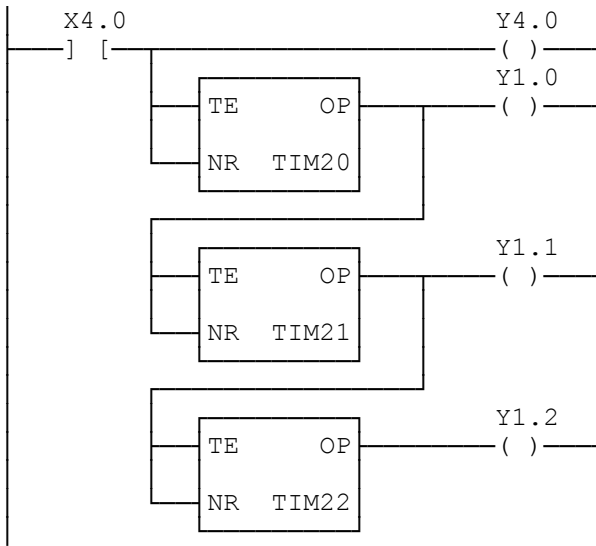 X4.0 Y4.0
] [ ( )
Y1.0
TE OP ( )
NR TIM20
Y1.1
TE OP ( )
NR TIM21
Y1.2
TE OP ( )
NR TIM22